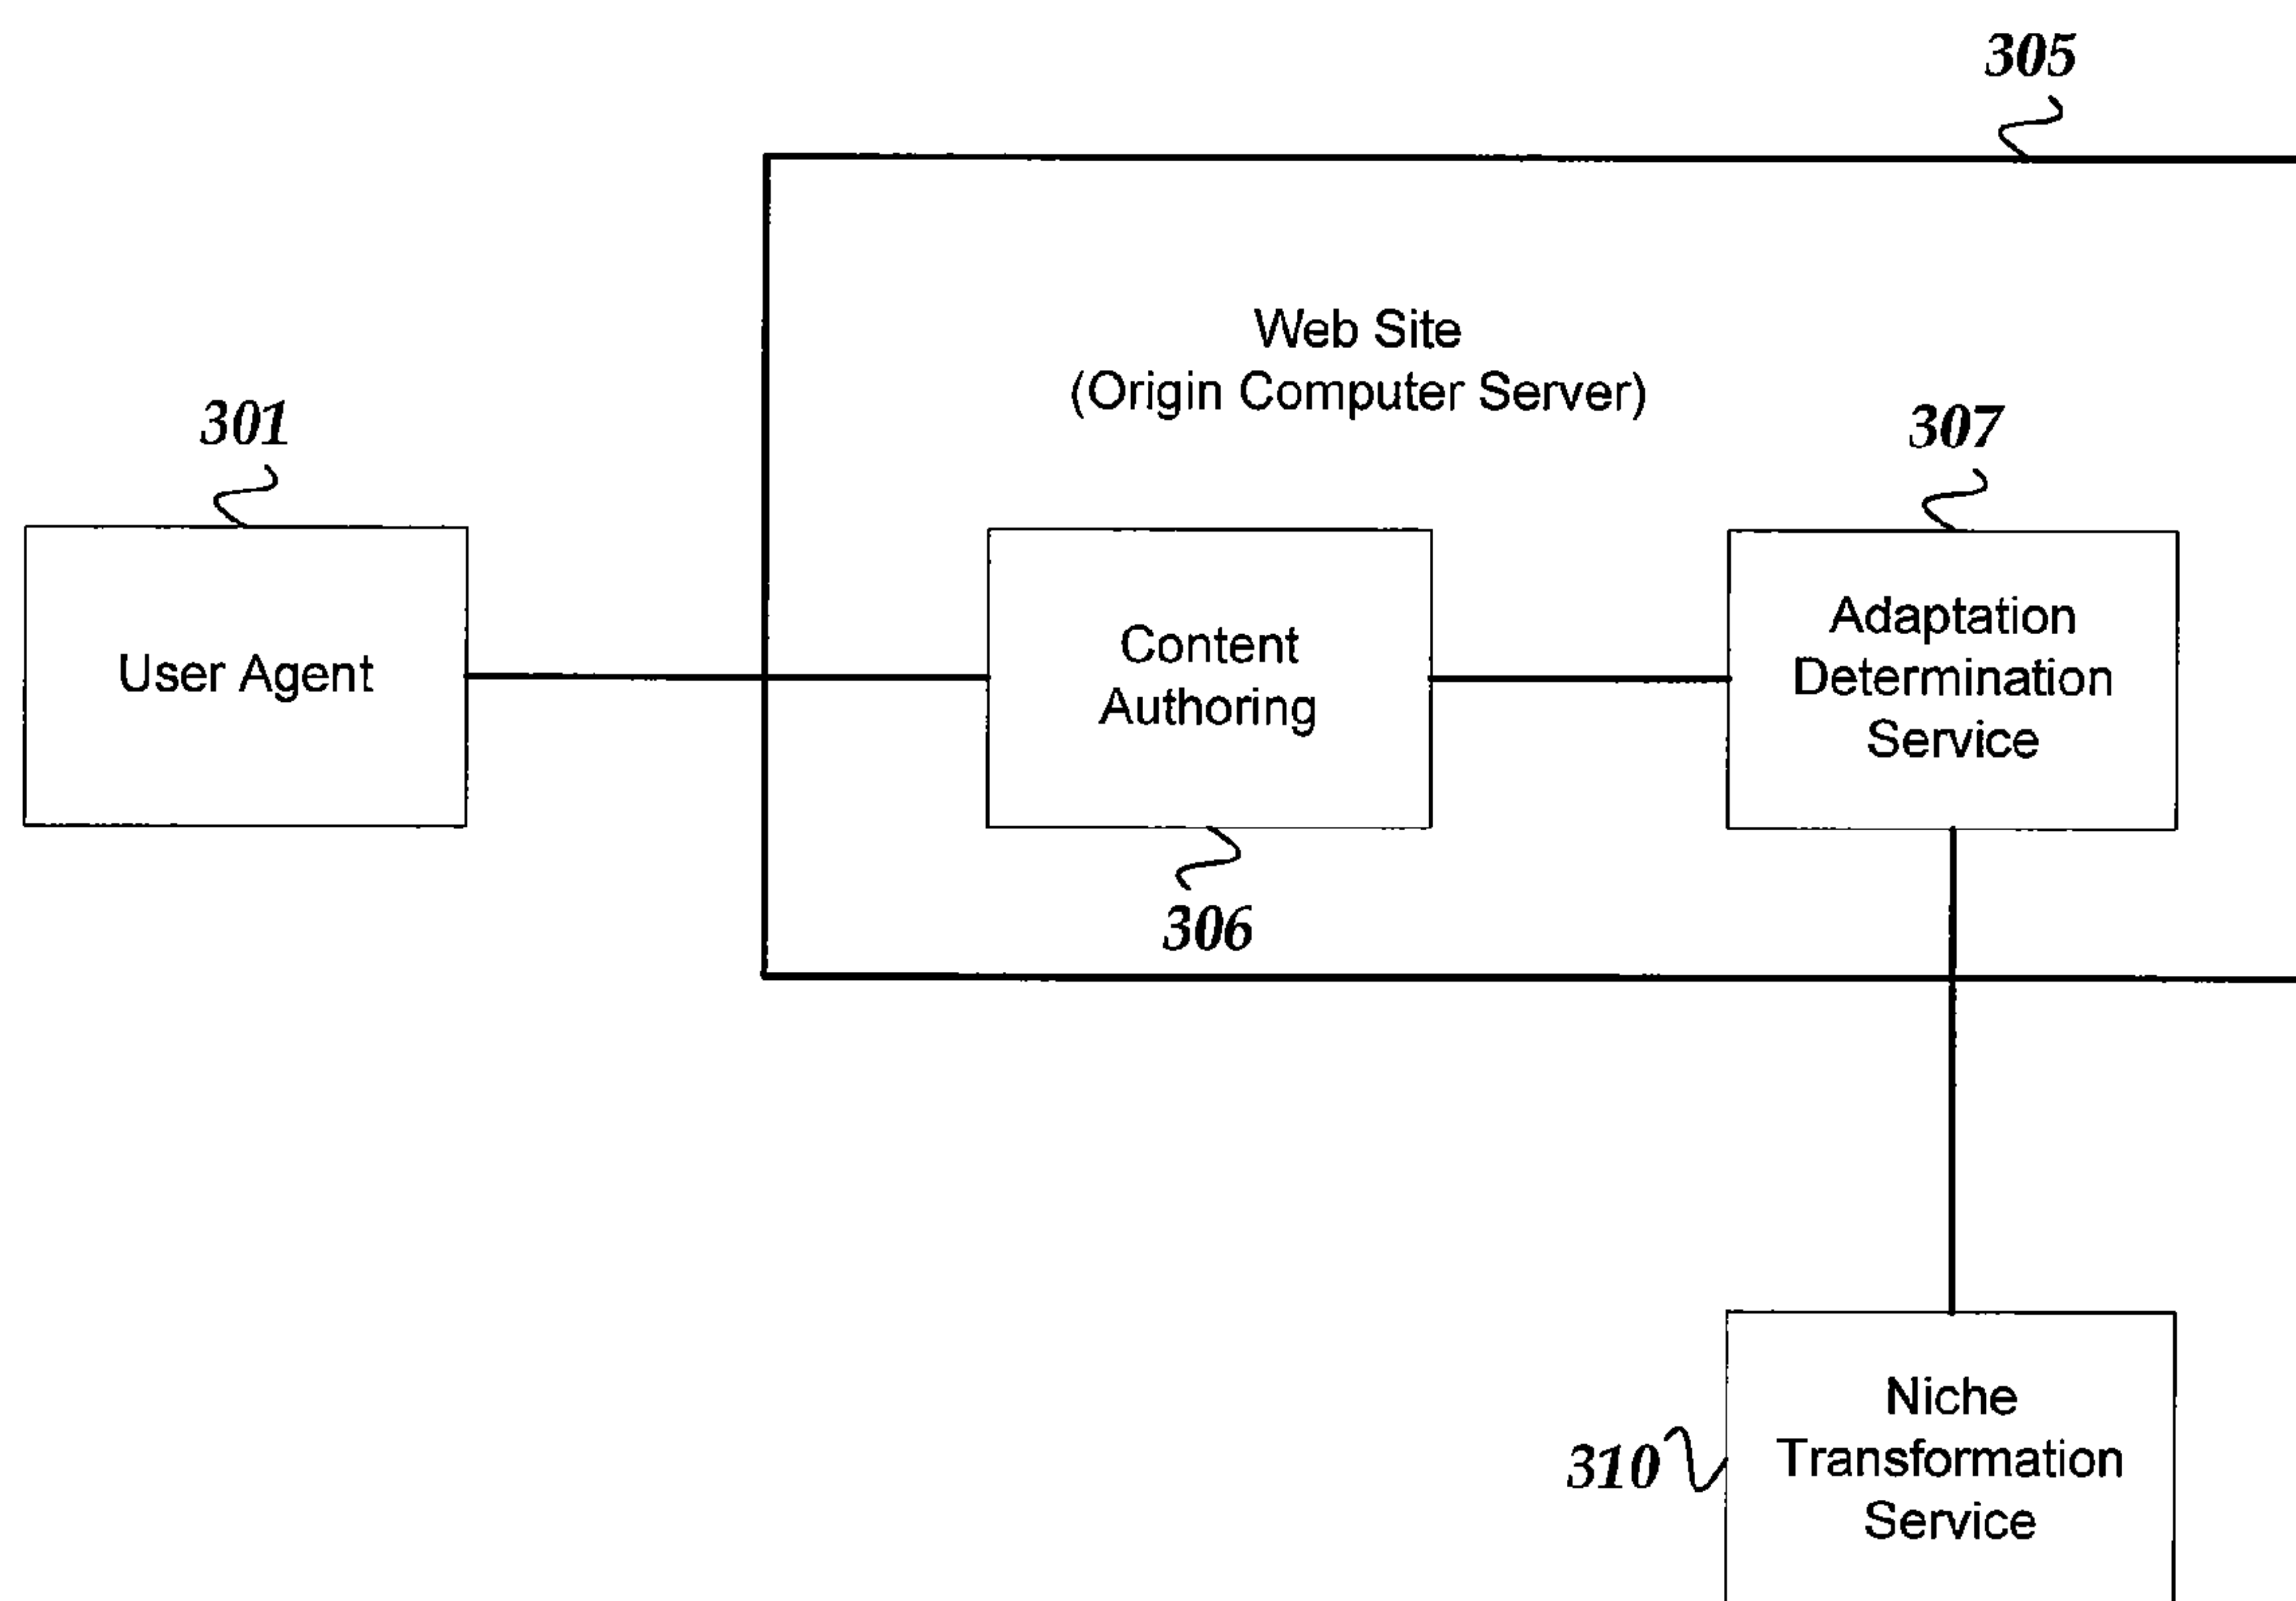 305
Web Site
(Origin Computer Server)
301
307
User Agent
Content
Authoring
Adaptation
Determination
Service
306
Niche
Transformation
Service
310